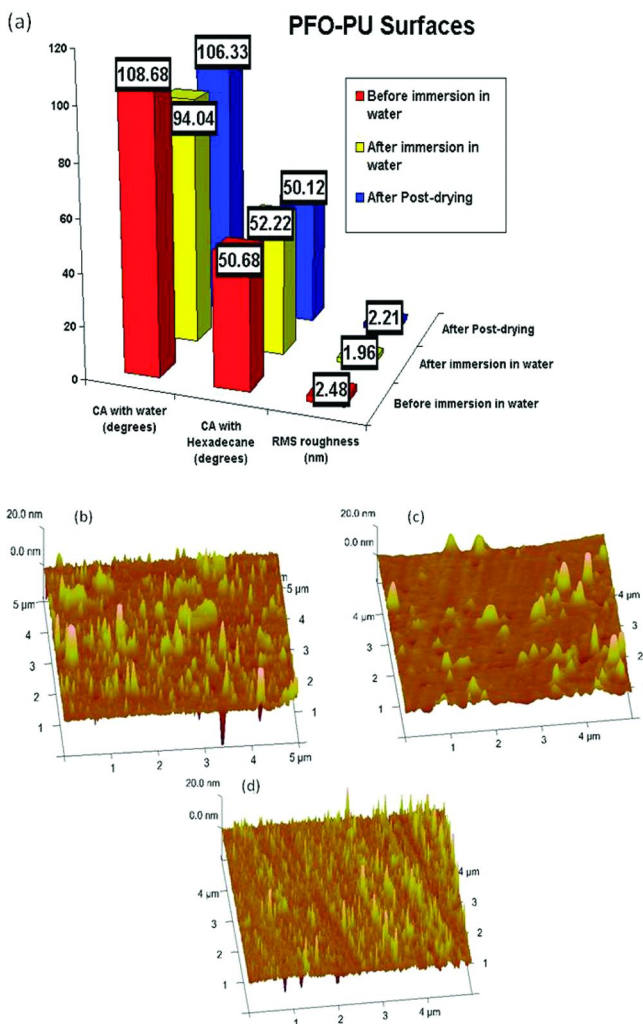 (a)
PFO-PU Surfaces
120
100
80
60
40
20
0
108.68
94.04
106.33
50.68
52.22
50.12
2.48
1.96
2.21
Before immersion in
water
After immersion in
water
After Post-drying
After Post-drying
After immersion in water
Before immersion in water
CA with water
(degrees)
CA with
Hexadecane
(degrees)
RMS roughness
(nm)
(b)
20.0 nm
0.0 nm
5 µm
4
3
2
1
1
2
3
4
5 µm
5 µm
4
3
2
1
(c)
20.0 nm
0.0 nm
4 µm
3
2
1
1
2
3
4 µm
4 µm
3
2
(d)
20.0 nm
0.0 nm
4 µm
3
2
1
1
2
3
4 µm
4 µm
3
2
1